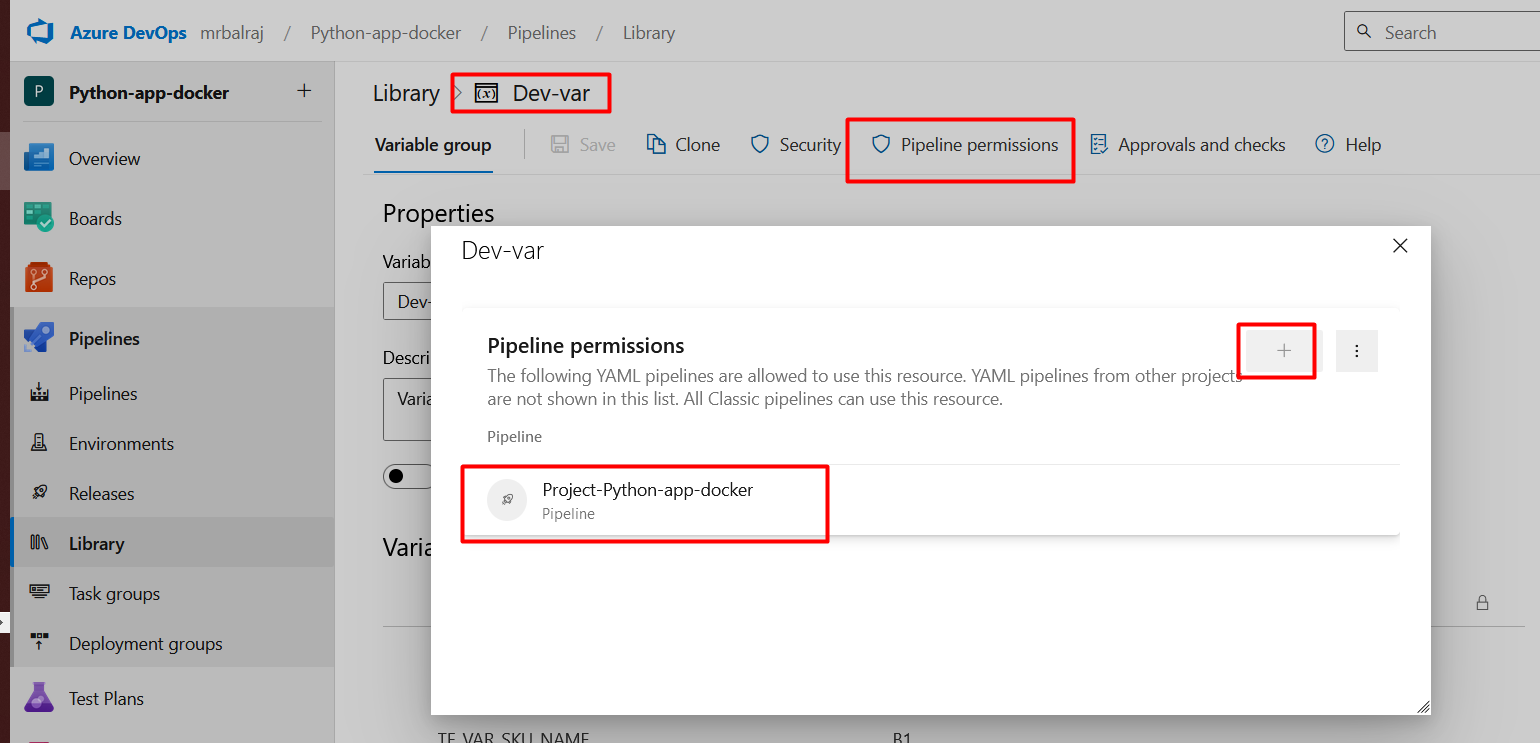 Azure DevOps mrbalraj / Python-app-docker / Pipelines / Library
Search
P Python-app-docker +
Overview
Boards
Repos
Pipelines
Pipelines
Environments
Releases
Library
Task groups
Deployment groups
Test Plans
Library > (x) Dev-var
Variable group Save Clone Security Pipeline permissions Approvals and checks ? Help
Properties
Variab
Dev-
Descri
Varia
Varia
Dev-var
Pipeline permissions
The following YAML pipelines are allowed to use this resource. YAML pipelines from other projects
are not shown in this list. All Classic pipelines can use this resource.
Pipeline
Project-Python-app-docker
Pipeline
TF_VAR_SKU_NAME B1